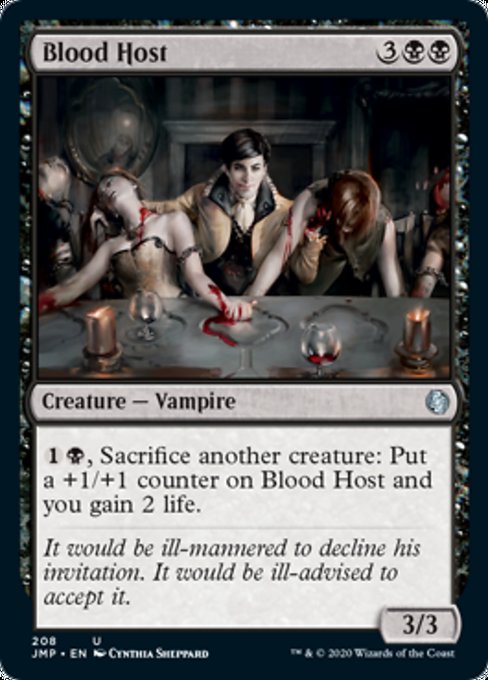 Blood Host 3
Creature — Vampire
1, Sacrifice another creature: Put
a +1/+1 counter on Blood Host and
you gain 2 life.
It would be ill-mannered to decline his
invitation. It would be ill-advised to
accept it.
3/3
208 U
JMP • EN Cynthia Sheppard
™ & © 2020 Wizards of the Coast